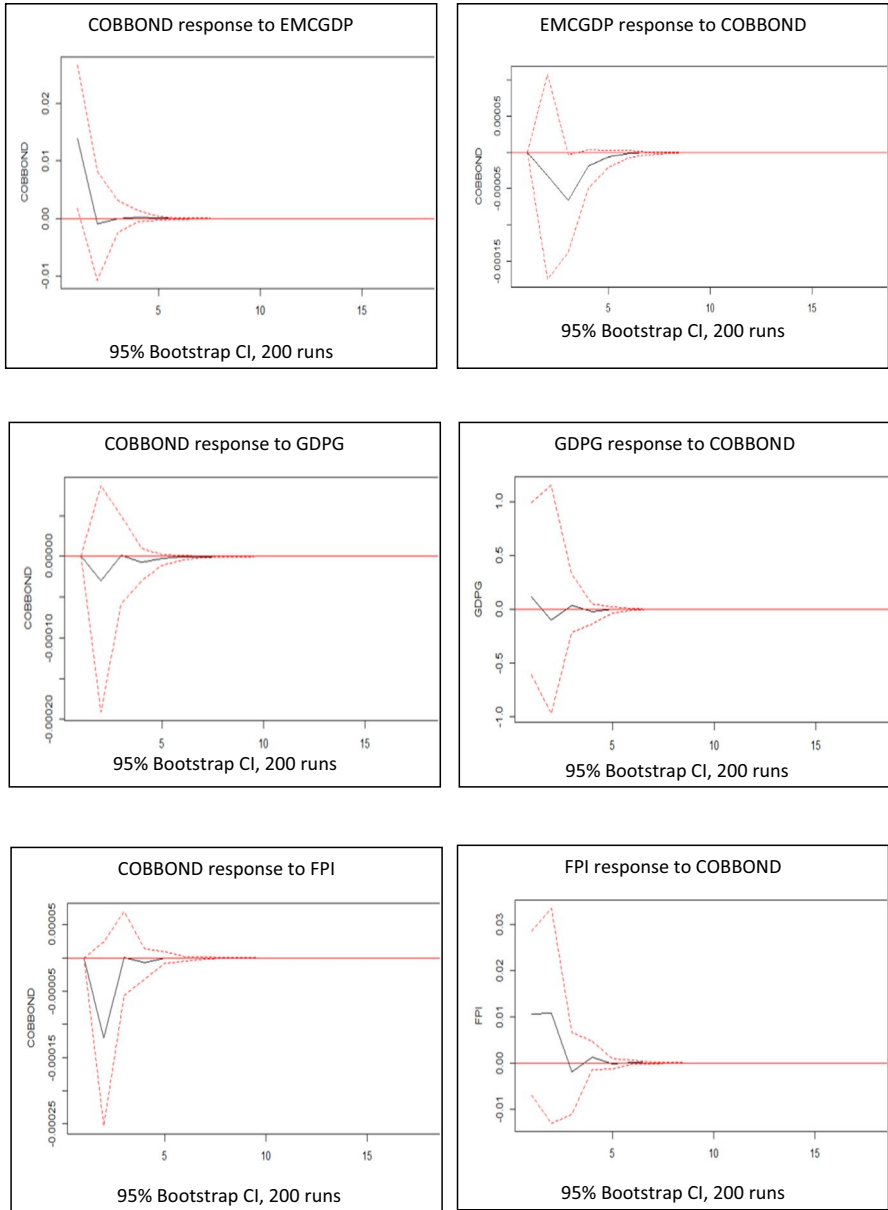 COBBOND response to EMCGDP
COBBOND
0.02
0.01
0.00
-0.01
5
10
15
95% Bootstrap CI, 200 runs
EMCGDP response to COBBOND
COBBOND
0.00005
-0.00005
-0.00015
5
10
15
95% Bootstrap CI, 200 runs
COBBOND response to GDPG
COBBOND
0.00000
-0.00010
-0.00020
5
10
15
95% Bootstrap CI, 200 runs
GDPG response to COBBOND
GDPG
1.0
0.5
0.0
-0.5
-1.0
5
10
15
95% Bootstrap CI, 200 runs
COBBOND response to FPI
COBBOND
0.00005
-0.00005
-0.00015
-0.00025
5
10
15
95% Bootstrap CI, 200 runs
FPI response to COBBOND
FPI
0.03
0.02
0.01
0.00
-0.01
5
10
15
95% Bootstrap CI, 200 runs